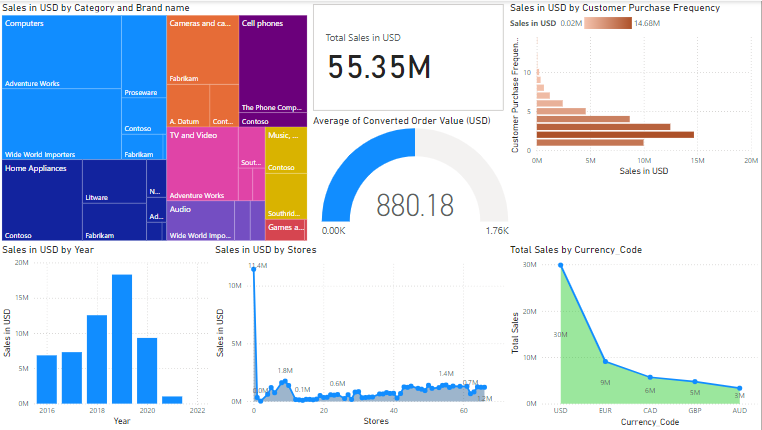 Sales in USD by Category and Brand name
Computers
Adventure Works
Wide World Importers
Proseware
Contoso
Fabrikam
Cameras and ca...
Fabrikam
A. Datum
Cont...
Cell phones
The Phone Comp...
Contoso
Home Appliances
Contoso
Litware
Fabrikam
N...
Ad...
TV and Video
Adventure Works
Sout...
Music, ...
Contoso
Southrid...
Audio
Wide World Impo...
Games a...
Total Sales in USD
55.35M
Average of Converted Order Value (USD)
880.18
0.00K
1.76K
Sales in USD by Customer Purchase Frequency
Sales in USD 0.02M 14.68M
Customer Purchase Frequen...
10
5
0
0M 5M 10M 15M 20M
Sales in USD
Sales in USD by Year
Sales in USD
20M
15M
10M
5M
0M
2016 2018 2020 2022
Year
Sales in USD by Stores
Sales in USD
10M
5M
0M
11.4M
0.0M
1.8M
0.1M
0.6M
1.4M
0.7M
1.2M
0 20 40 60
Stores
Total Sales by Currency_Code
Total Sales
30M
20M
10M
0M
30M
9M
6M
5M
3M
USD EUR CAD GBP AUD
Currency_Code